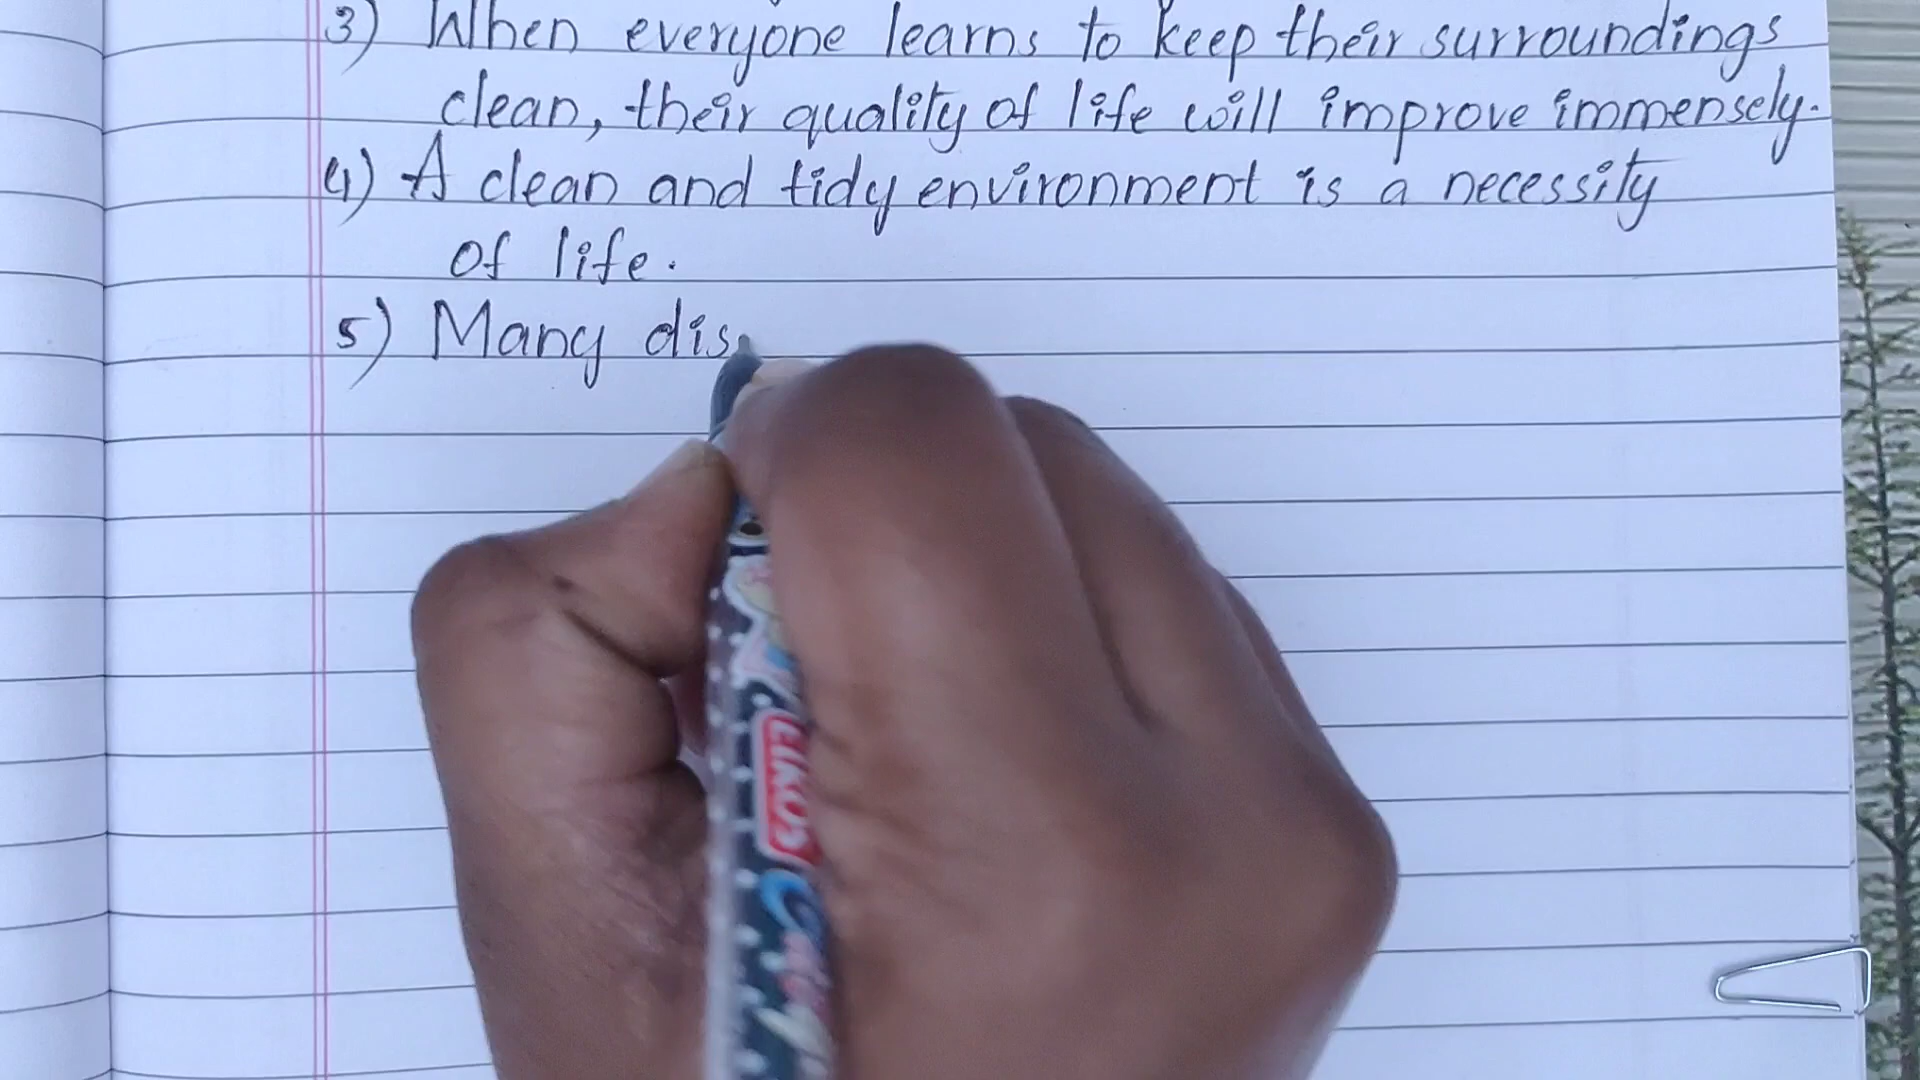 3) When everyone learns to keep their surroundings
clean, their quality of life will improve immensely.
4) A clean and tidy environment is a necessity
of life.
5) Many dis